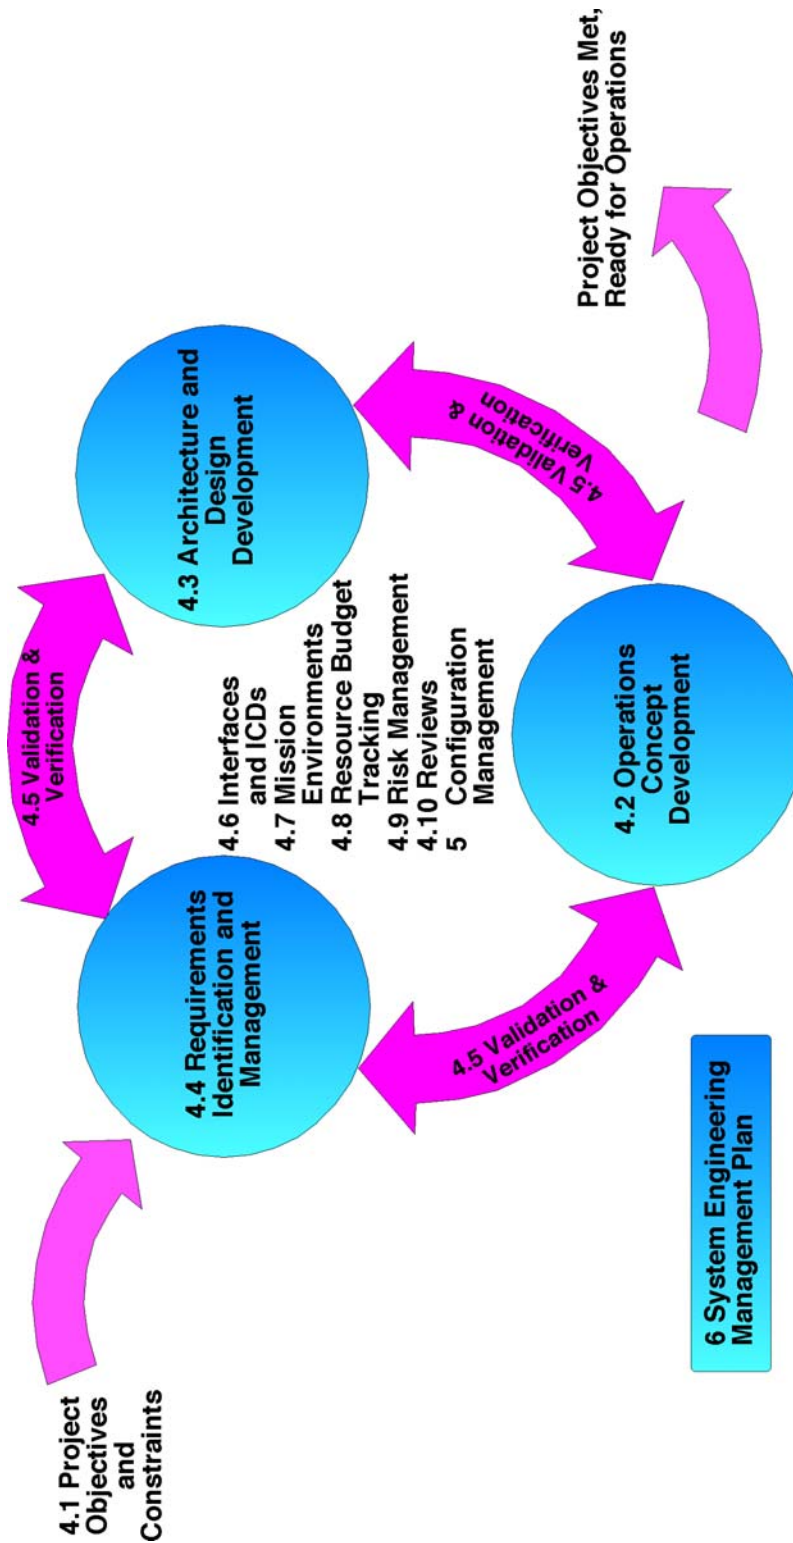 4.1 Project
Objectives
and
Constraints
4.5 Validation &
Verification
4.4 Requirements
Identification and
Management
4.3 Architecture and
Design
Development
4.6 Interfaces
and ICDs
4.7 Mission
Environments
4.8 Resource Budget
Tracking
4.9 Risk Management
4.10 Reviews
5 Configuration
Management
4.5 Validation &
Verification
4.5 Validation &
Verification
4.2 Operations
Concept
Development
6 System Engineering
Management Plan
Project Objectives Met,
Ready for Operations